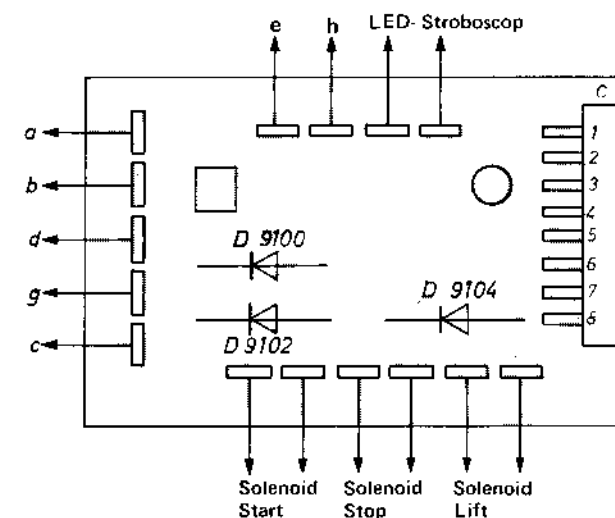 e h LED- Stroboscop
C
a
b
d
g
c
1
2
3
4
5
6
7
8
D 9100
D 9104
D 9102
Solenoid Solenoid Solenoid
Start Stop Lift